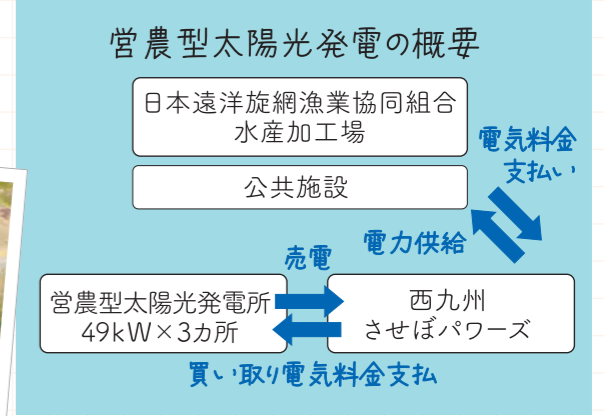 営農型太陽光発電の概要
日本遠洋旋網漁業協同組合
水産加工場
公共施設
電気料金
支払い
電力供給
売電
営農型太陽光発電所
49kW×3カ所
西九州
させぼパワーズ
買い取り電気料金支払